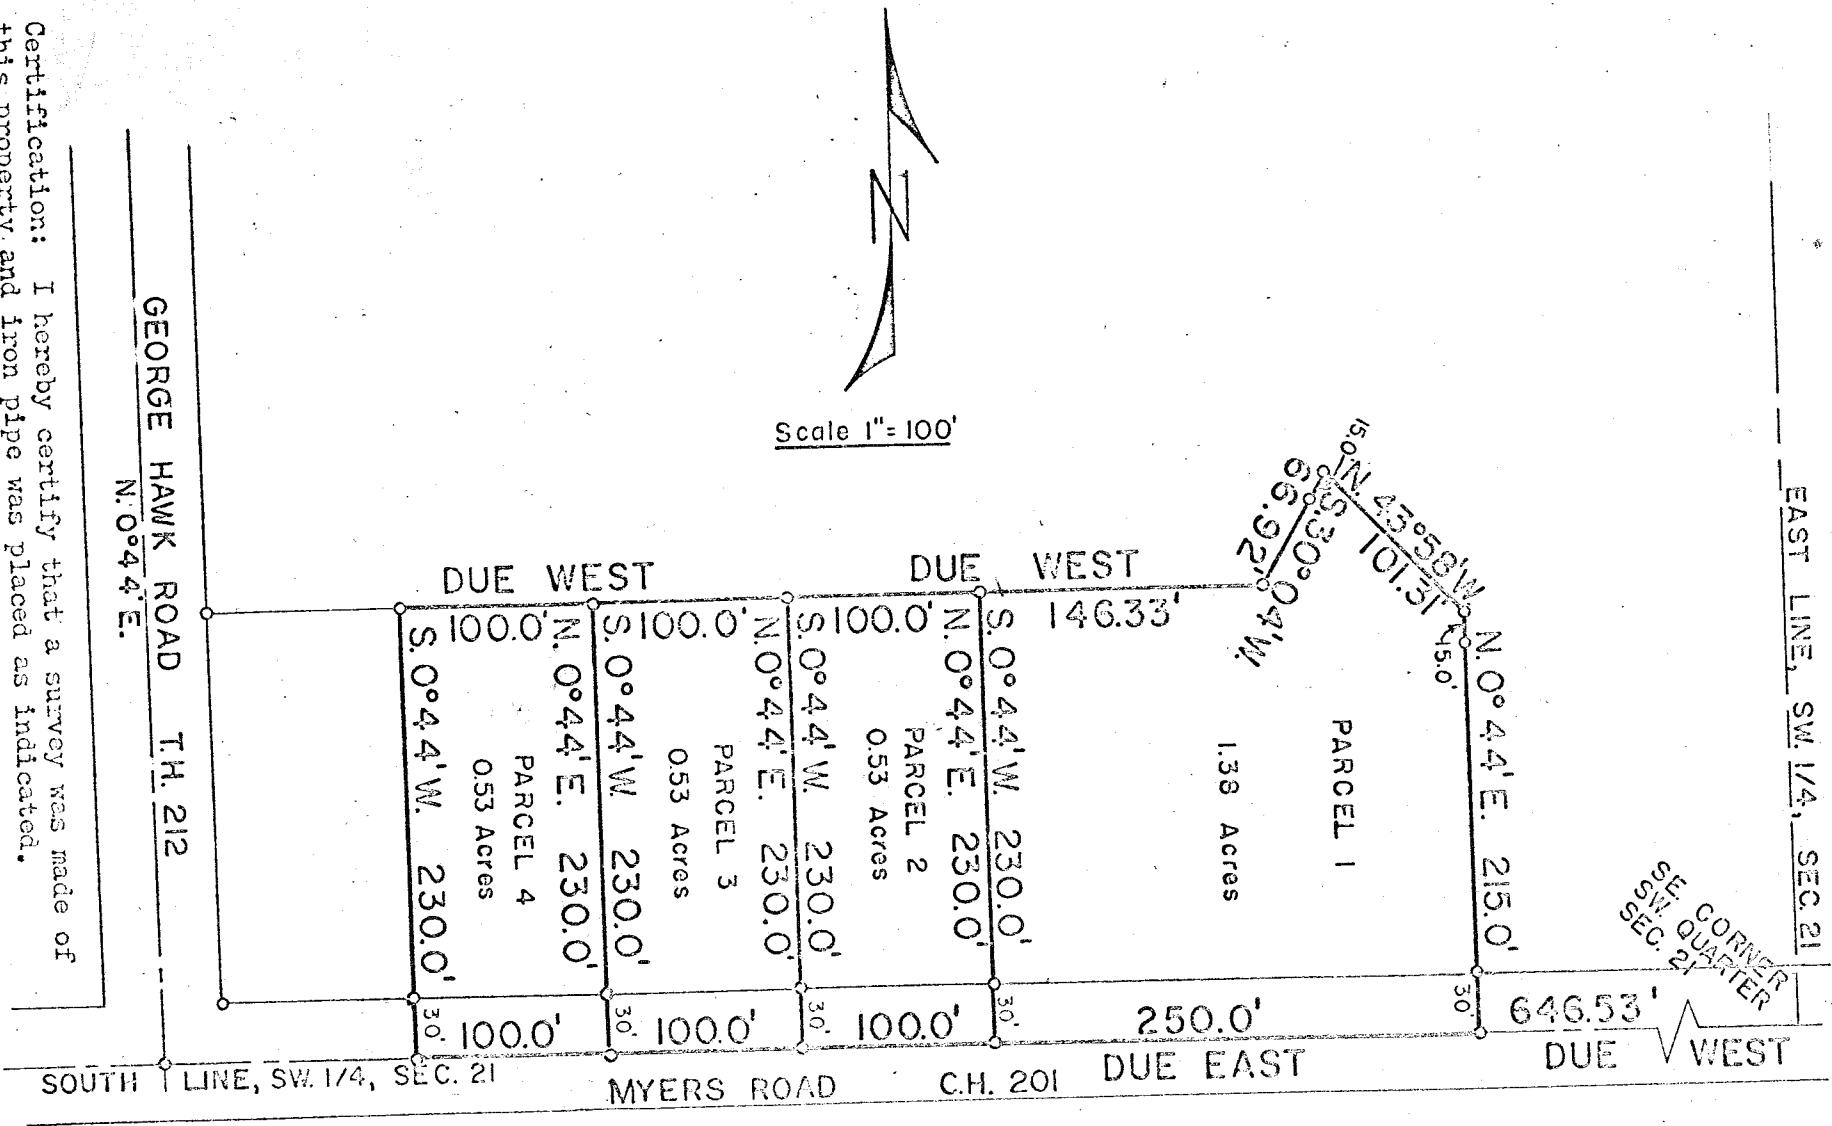 Certification: I hereby certify that a survey was made of
this property and iron pipe was placed as indicated.
N
Scale 1"=100'
GEORGE HAWK ROAD T.H. 212
N. 0°44'E.
EAST LINE, SW. 1/4, SEC. 21
15.0'
N. 43°58'W
101.31'
S. 30°04'W.
66.92'
15.0'
DUE WEST
DUE WEST
100.0'
100.0'
100.0'
146.33'
S. 0°44'W. 230.0'
PARCEL 4
0.53 Acres
N. 0°44'E. 230.0'
S. 0°44'W. 230.0'
PARCEL 3
0.53 Acres
N. 0°44'E. 230.0'
S. 0°44'W. 230.0'
PARCEL 2
0.53 Acres
N. 0°44'E. 230.0'
S. 0°44'W. 230.0'
PARCEL 1
1.38 Acres
N. 0°44'E. 215.0'
SE. CORNER
SW. QUARTER
SEC. 21
30'
100.0'
30'
100.0'
30'
100.0'
30'
250.0'
30'
646.53'
DUE EAST
DUE WEST
SOUTH LINE, SW. 1/4, SEC. 21
MYERS ROAD C.H. 201